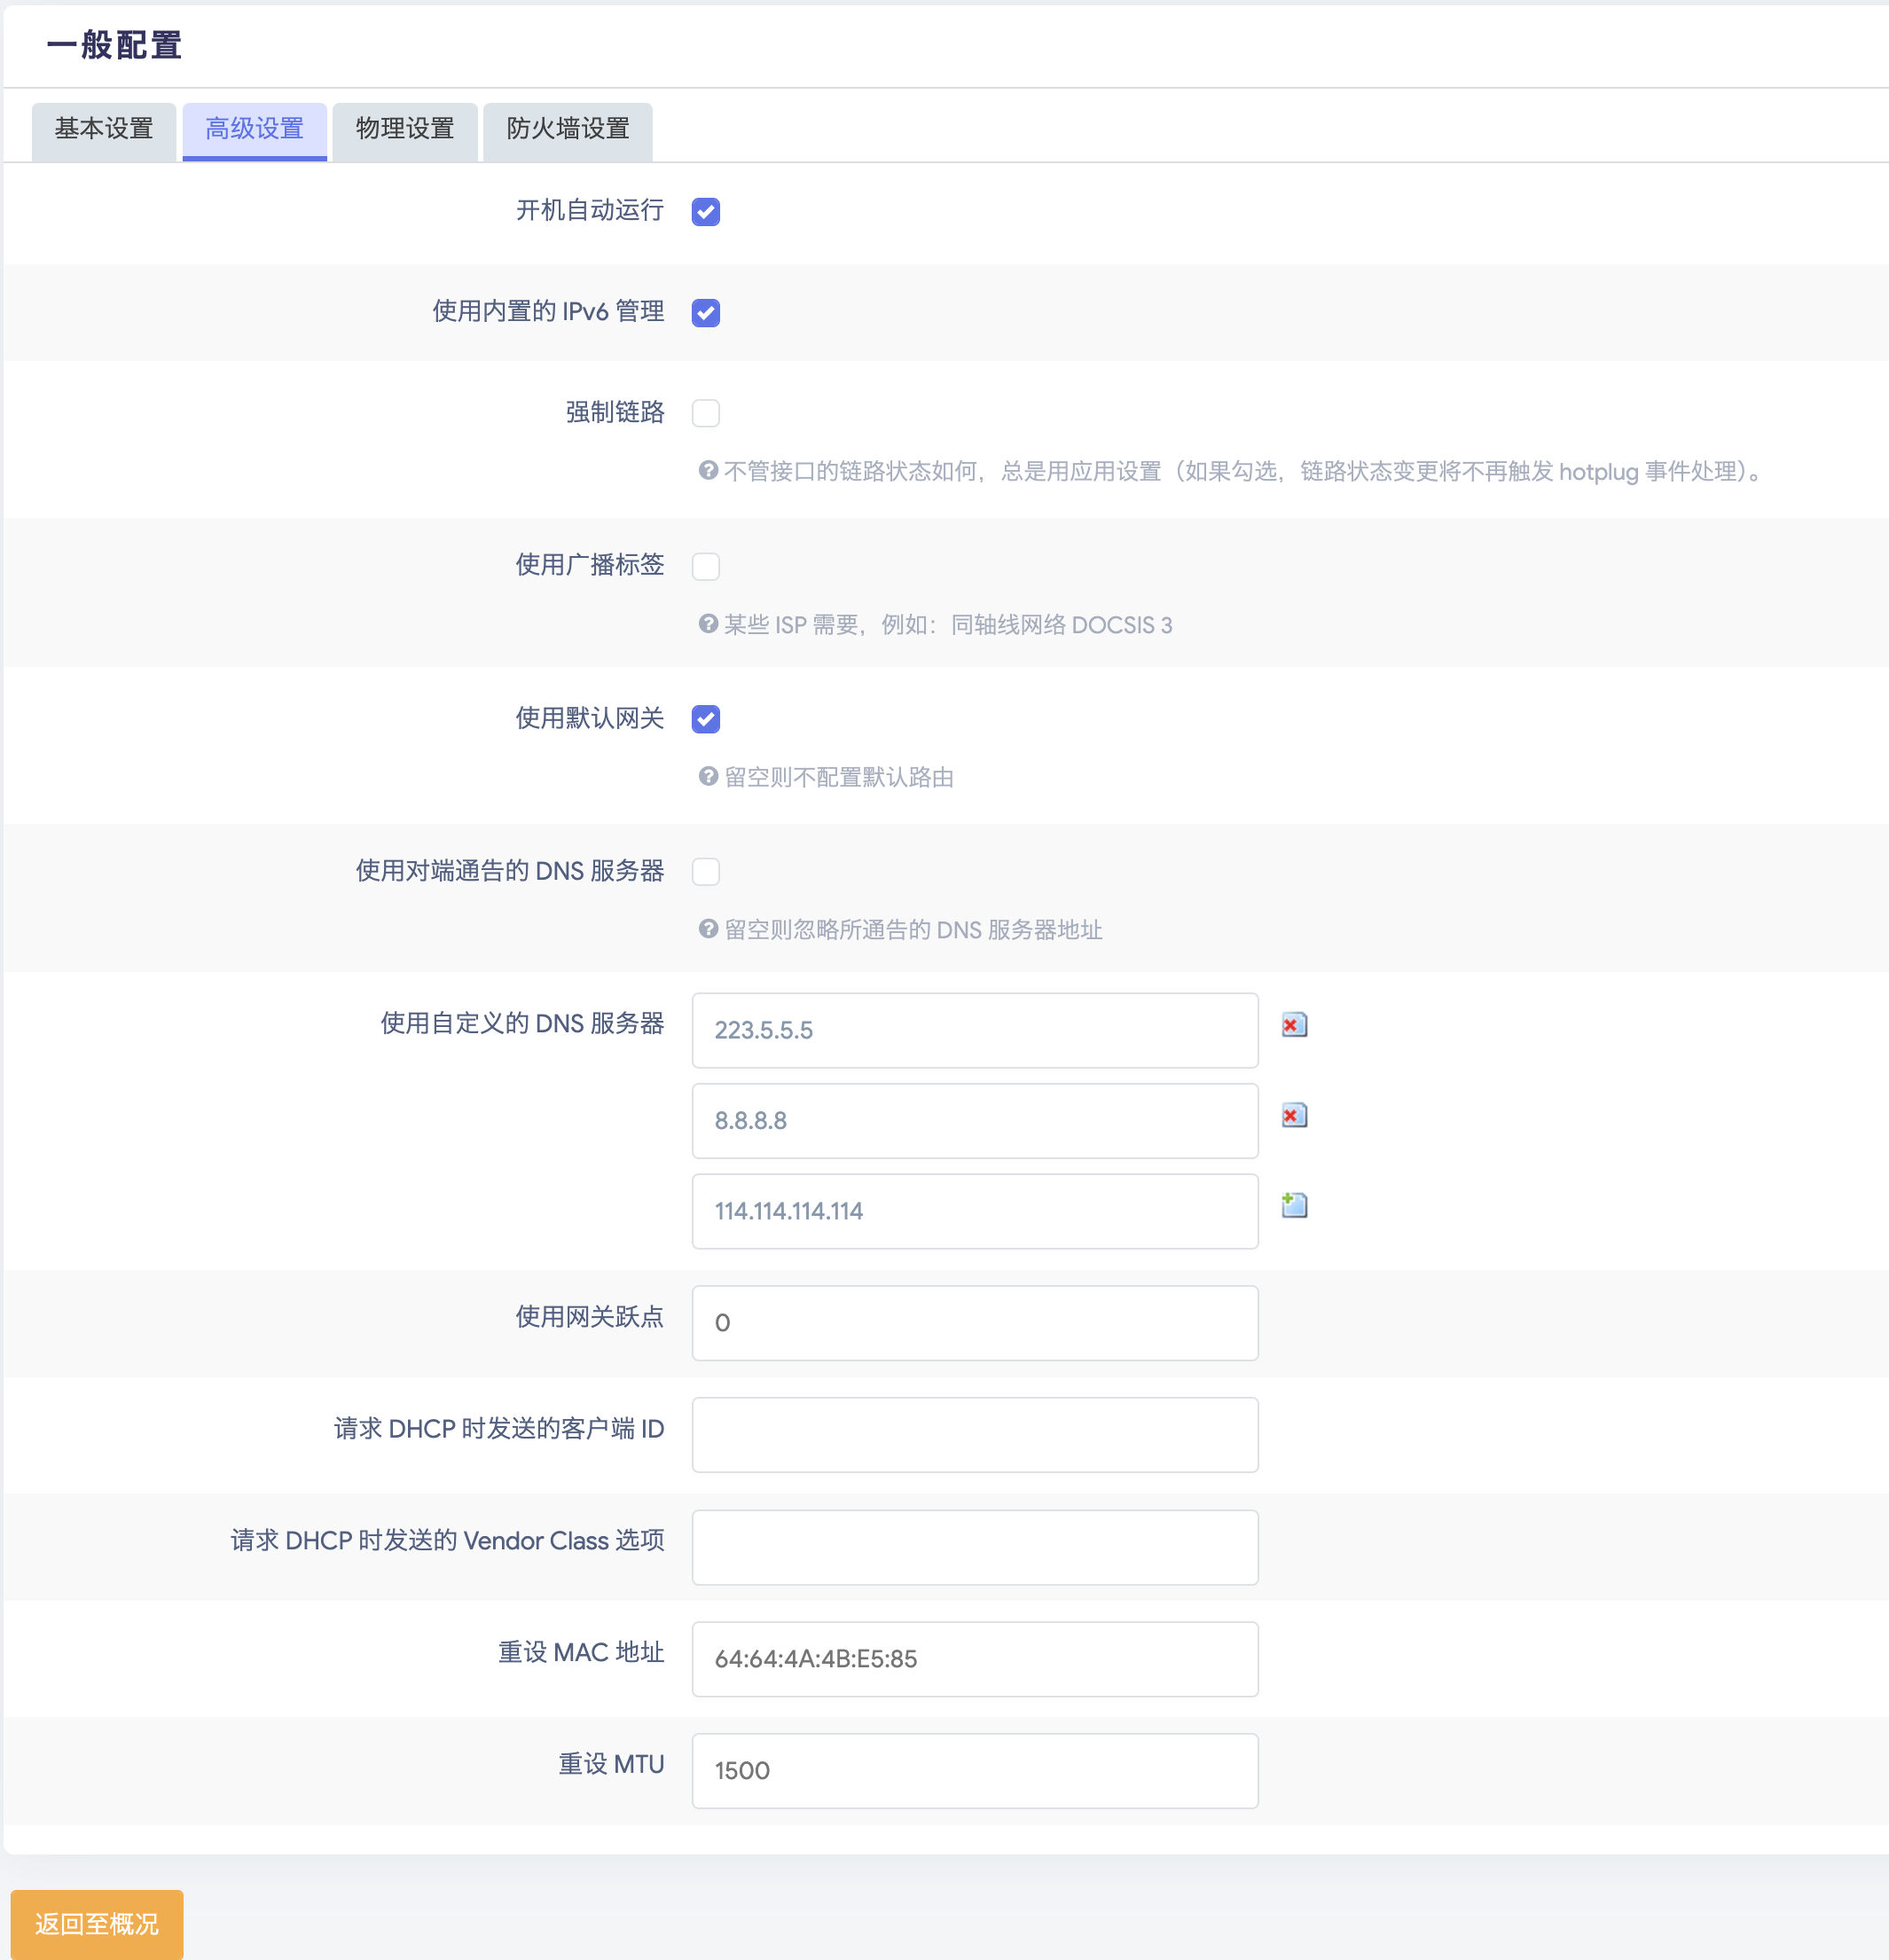 一般配置
基本设置 高级设置 物理设置 防火墙设置
开机自动运行
使用内置的 IPv6 管理
强制链路
不管接口的链路状态如何，总是用应用设置（如果勾选，链路状态变更将不再触发 hotplug 事件处理）。
使用广播标签
某些 ISP 需要，例如：同轴线网络 DOCSIS 3
使用默认网关
留空则不配置默认路由
使用对端通告的 DNS 服务器
留空则忽略所通告的 DNS 服务器地址
使用自定义的 DNS 服务器 223.5.5.5
8.8.8.8
114.114.114.114
使用网关跃点 0
请求 DHCP 时发送的客户端 ID
请求 DHCP 时发送的 Vendor Class 选项
重设 MAC 地址 64:64:4A:4B:E5:85
重设 MTU 1500
返回至概况